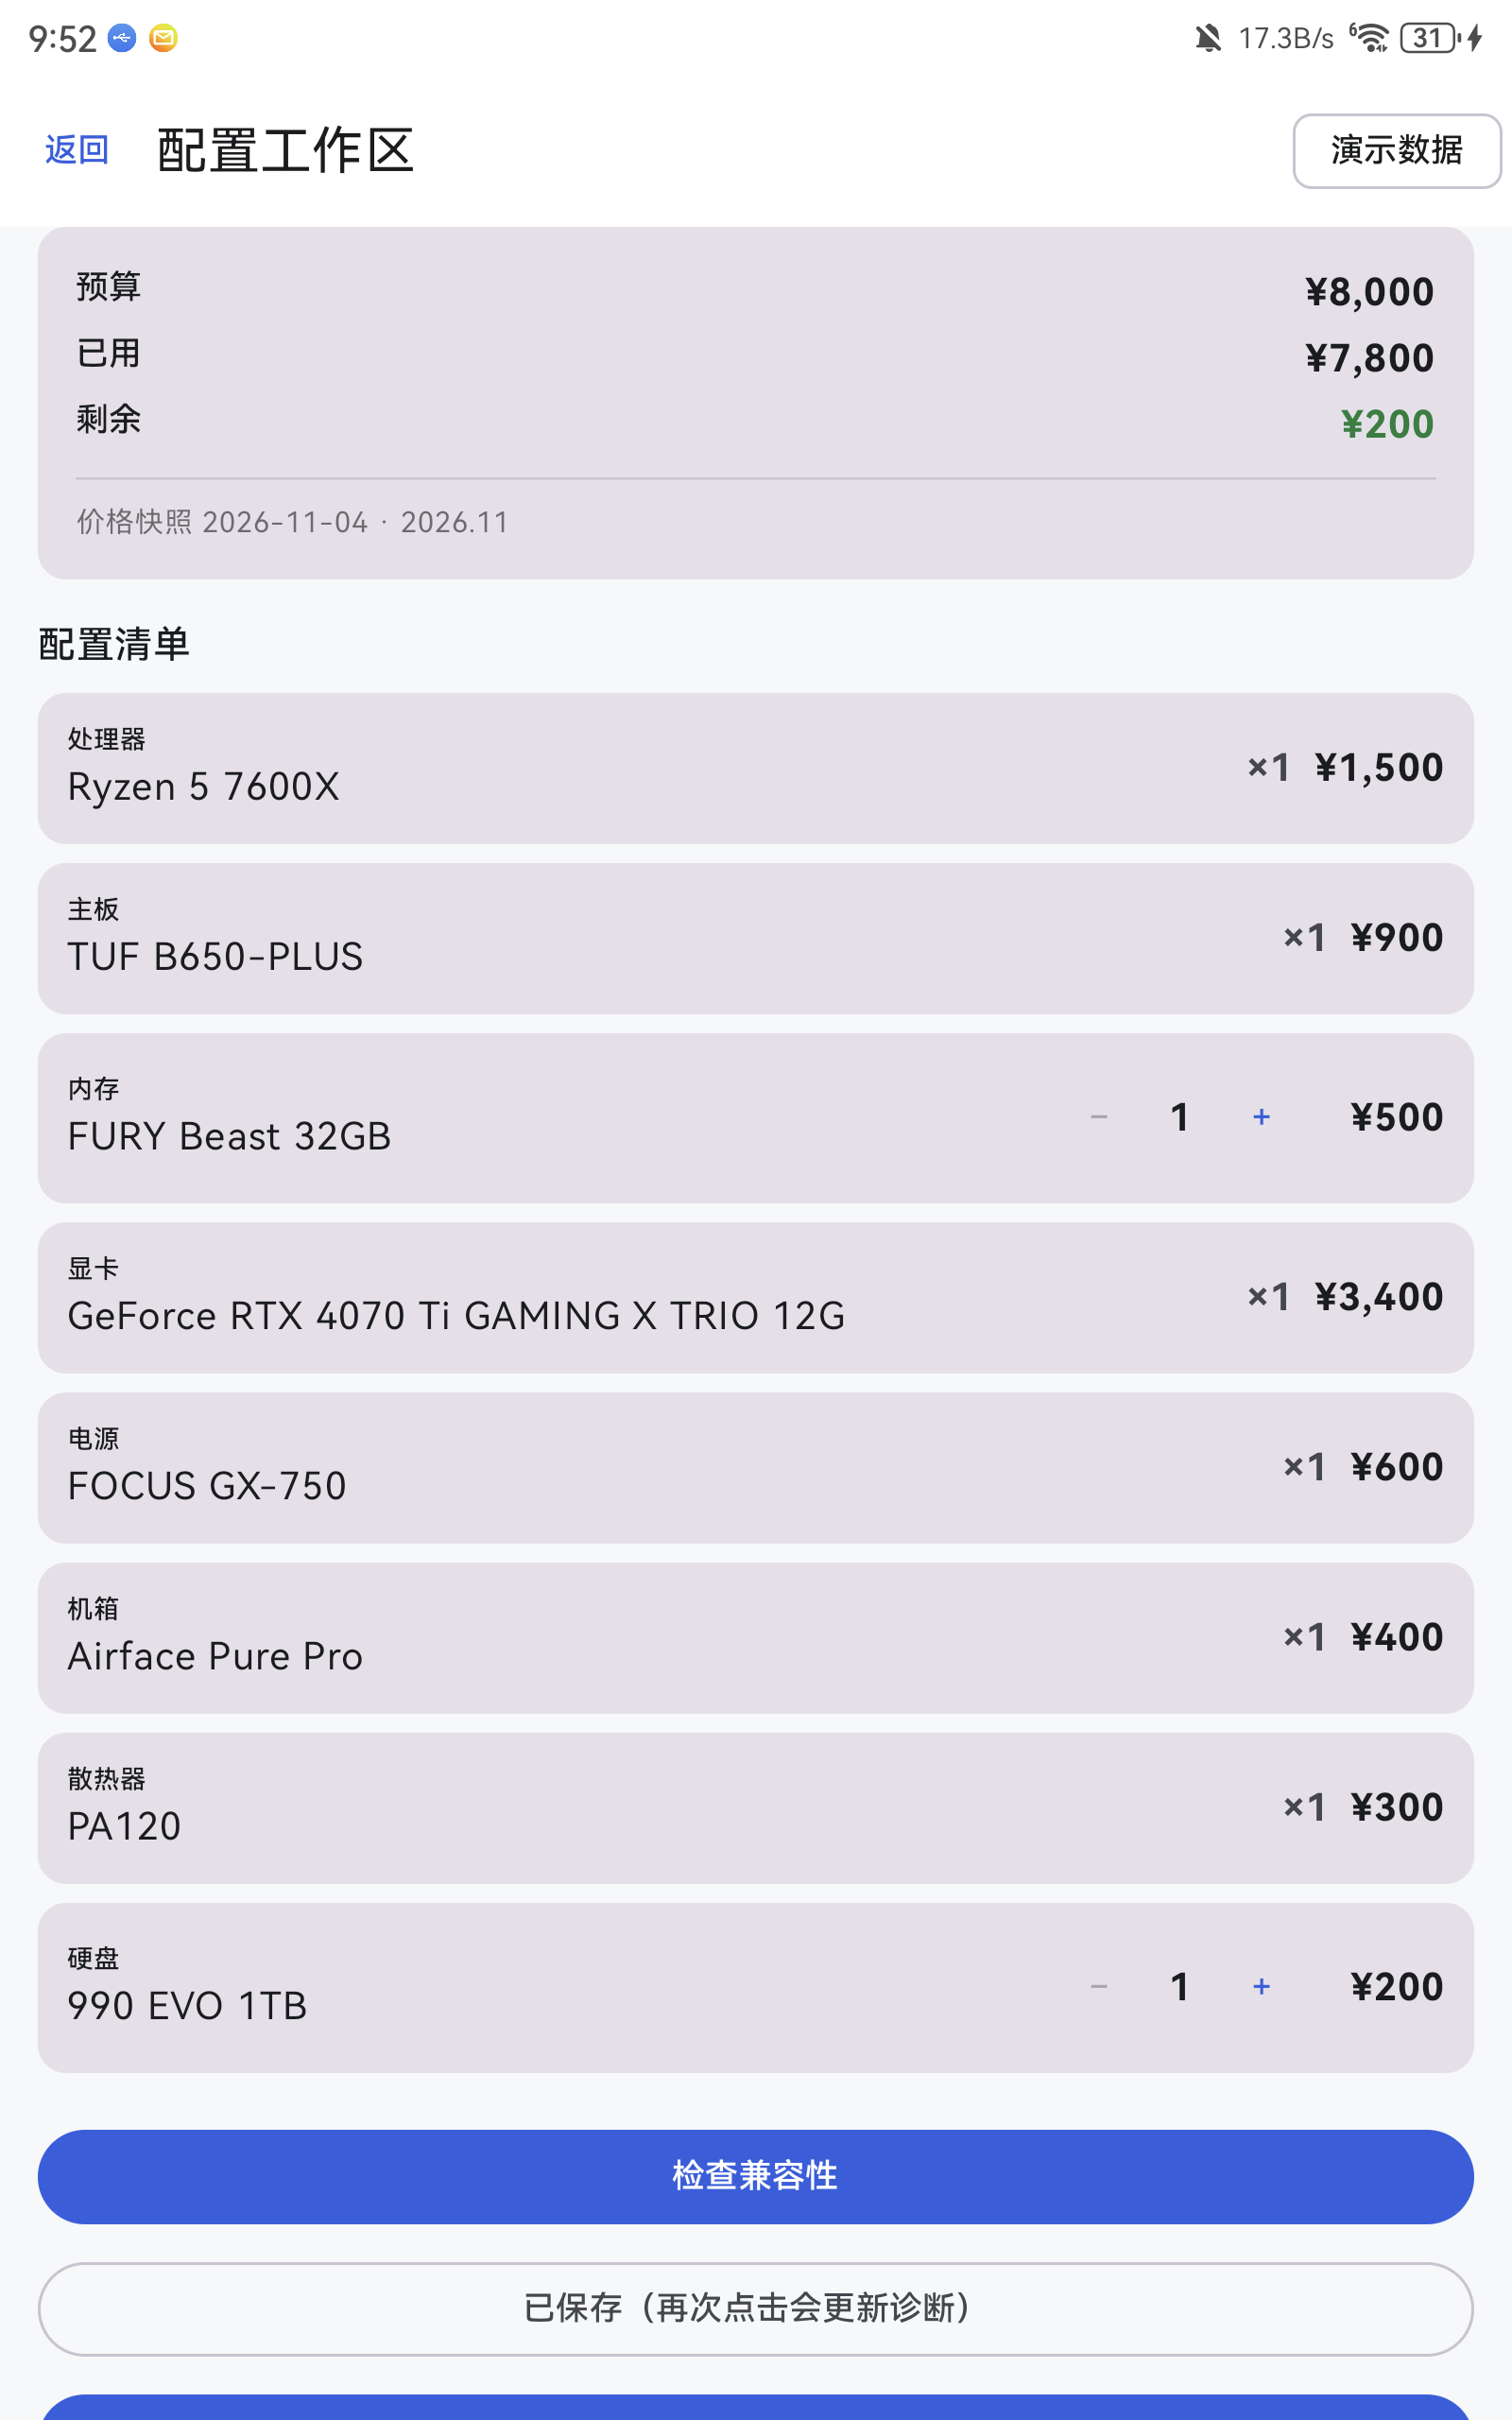 9:52
17.3B/s 6 31
返回 配置工作区 演示数据
预算 ¥8,000
已用 ¥7,800
剩余 ¥200
价格快照 2026-11-04 · 2026.11
配置清单
处理器
Ryzen 5 7600X ×1 ¥1,500
主板
TUF B650-PLUS ×1 ¥900
内存
FURY Beast 32GB − 1 + ¥500
显卡
GeForce RTX 4070 Ti GAMING X TRIO 12G ×1 ¥3,400
电源
FOCUS GX-750 ×1 ¥600
机箱
Airface Pure Pro ×1 ¥400
散热器
PA120 ×1 ¥300
硬盘
990 EVO 1TB − 1 + ¥200
检查兼容性
已保存（再次点击会更新诊断）